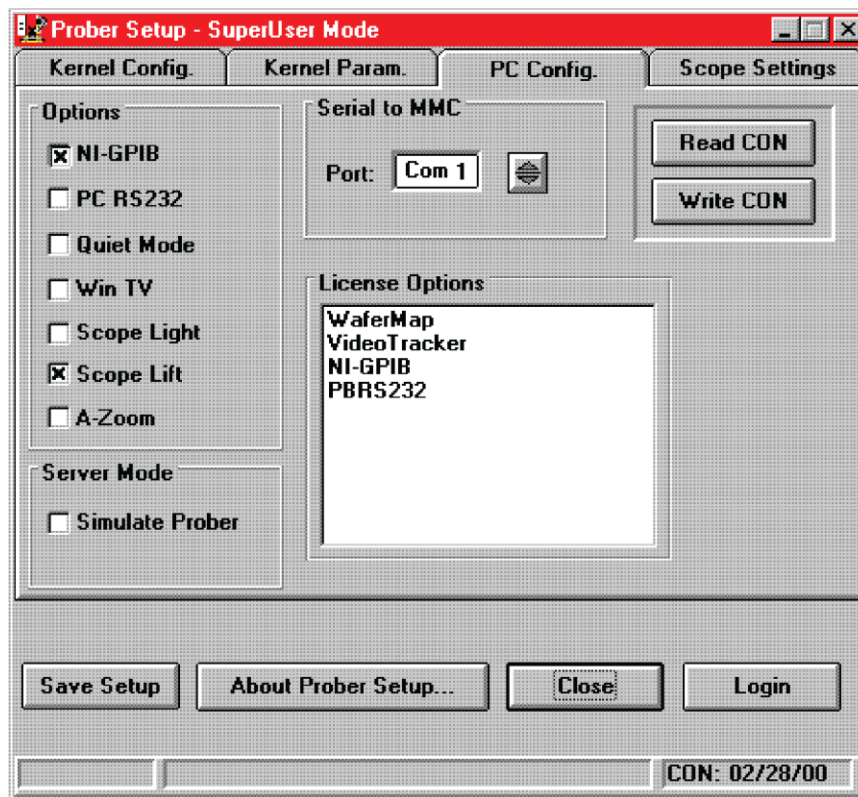 Prober Setup - SuperUser Mode
Kernel Config.
Kernel Param.
PC Config.
Scope Settings
Options
NI-GPIB
PC RS232
Quiet Mode
Win TV
Scope Light
Scope Lift
A-Zoom
Server Mode
Simulate Prober
Serial to MMC
Port: Com 1
Read CON
Write CON
License Options
WaferMap
VideoTracker
NI-GPIB
PBRS232
Save Setup
About Prober Setup...
Close
Login
CON: 02/28/00